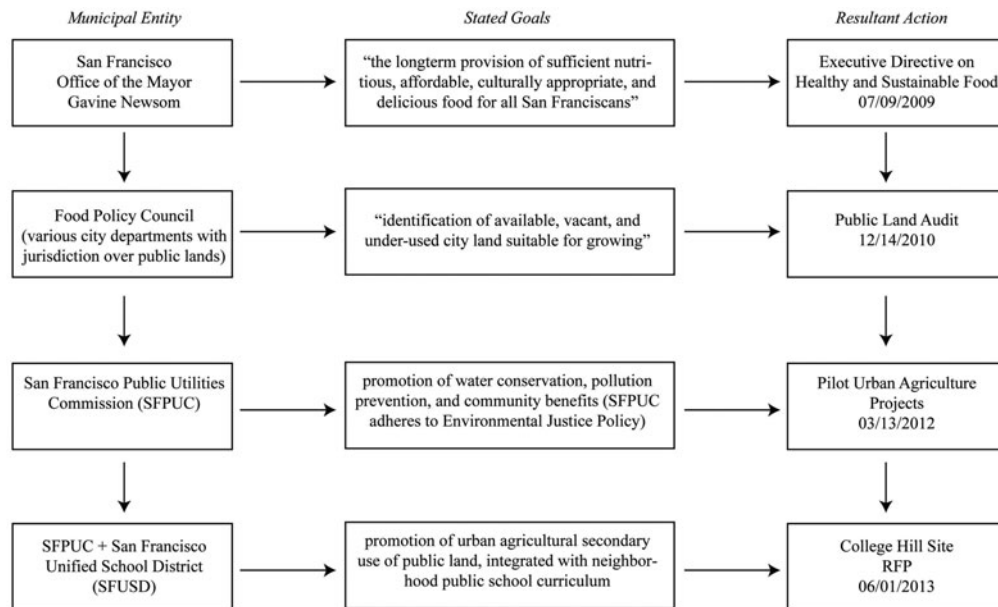 Municipal Entity
Stated Goals
Resultant Action
San Francisco
Office of the Mayor
Gavine Newsom
“the longterm provision of sufficient nutri-
tious, affordable, culturally appropriate, and
delicious food for all San Franciscans”
Executive Directive on
Healthy and Sustainable Food
07/09/2009
Food Policy Council
(various city departments with
jurisdiction over public lands)
“identification of available, vacant, and
under-used city land suitable for growing”
Public Land Audit
12/14/2010
San Francisco Public Utilities
Commission (SFPUC)
promotion of water conservation, pollution
prevention, and community benefits (SFPUC
adheres to Environmental Justice Policy)
Pilot Urban Agriculture
Projects
03/13/2012
SFPUC + San Francisco
Unified School District
(SFUSD)
promotion of urban agricultural secondary
use of public land, integrated with neighbor-
hood public school curriculum
College Hill Site
RFP
06/01/2013